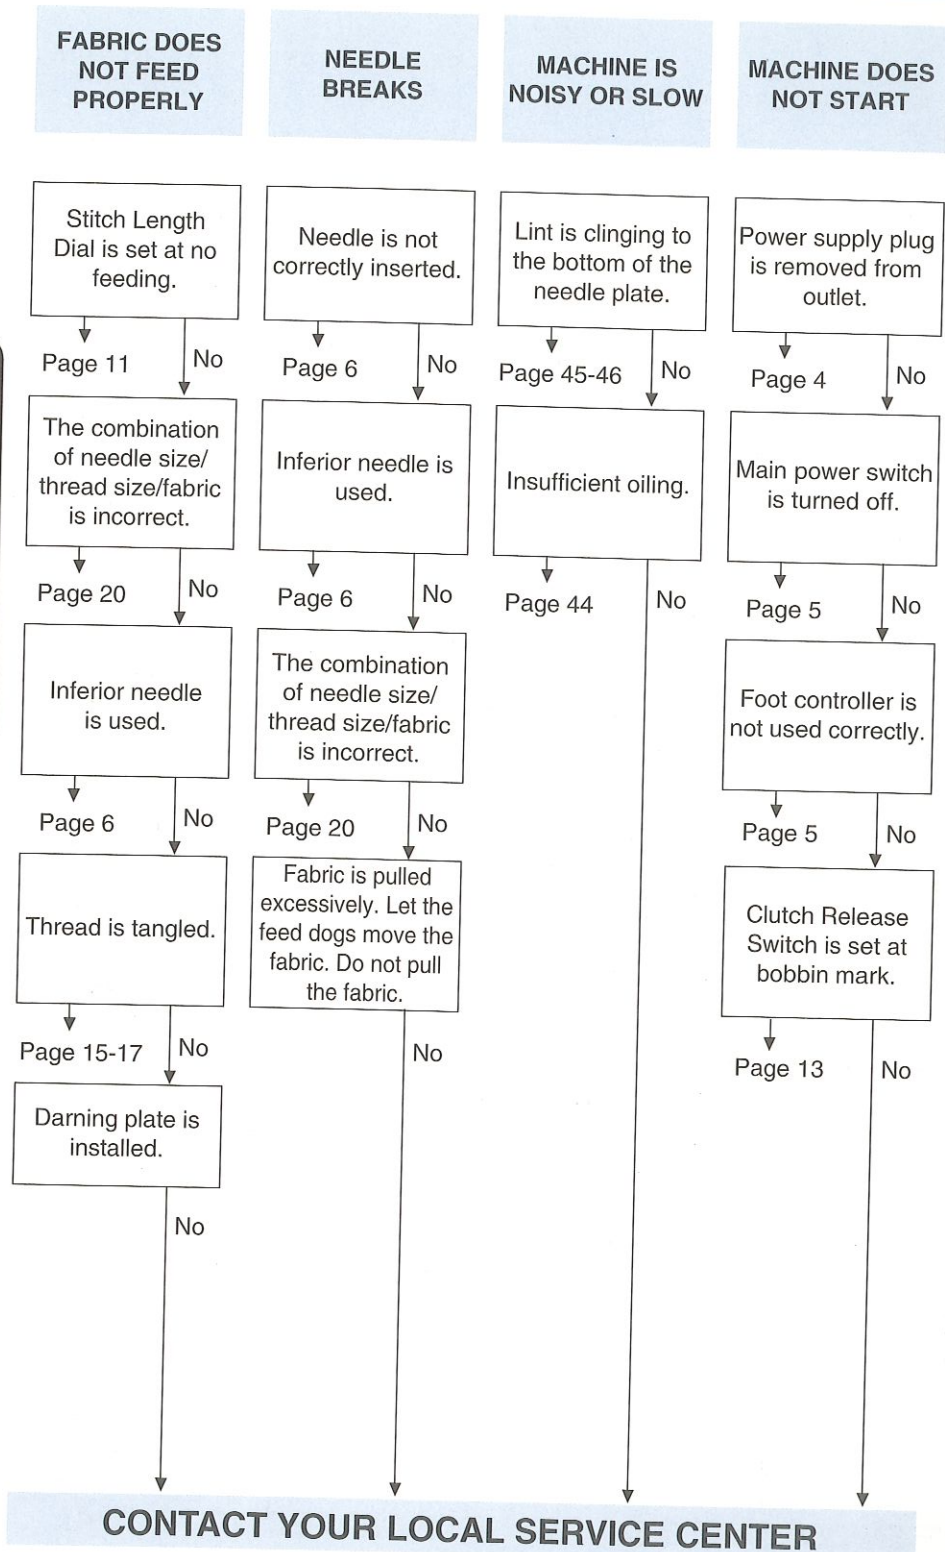 FABRIC DOES
NOT FEED
PROPERLY
Stitch Length
Dial is set at no
feeding.
Page 11
No
The combination
of needle size/
thread size/fabric
is incorrect.
Page 20
No
Inferior needle
is used.
Page 6
No
Thread is tangled.
Page 15-17
No
Darning plate is
installed.
No
NEEDLE
BREAKS
Needle is not
correctly inserted.
Page 6
No
Inferior needle is
used.
Page 6
No
The combination
of needle size/
thread size/fabric
is incorrect.
Page 20
No
Fabric is pulled
excessively. Let the
feed dogs move the
fabric. Do not pull
the fabric.
No
MACHINE IS
NOISY OR SLOW
Lint is clinging to
the bottom of the
needle plate.
Page 45-46
No
Insufficient oiling.
Page 44
No
MACHINE DOES
NOT START
Power supply plug
is removed from
outlet.
Page 4
No
Main power switch
is turned off.
Page 5
No
Foot controller is
not used correctly.
Page 5
No
Clutch Release
Switch is set at
bobbin mark.
Page 13
No
CONTACT YOUR LOCAL SERVICE CENTER